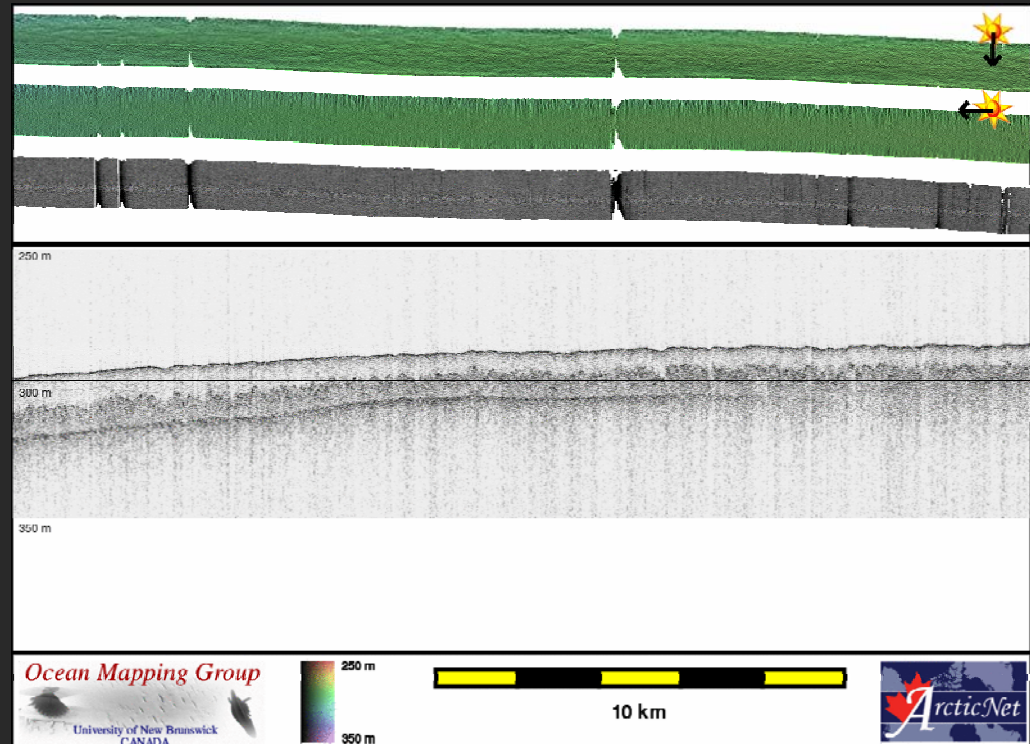 250 m
300 m
350 m
Ocean Mapping Group
University of New Brunswick
CANADA
250 m
350 m
10 km
ArcticNet